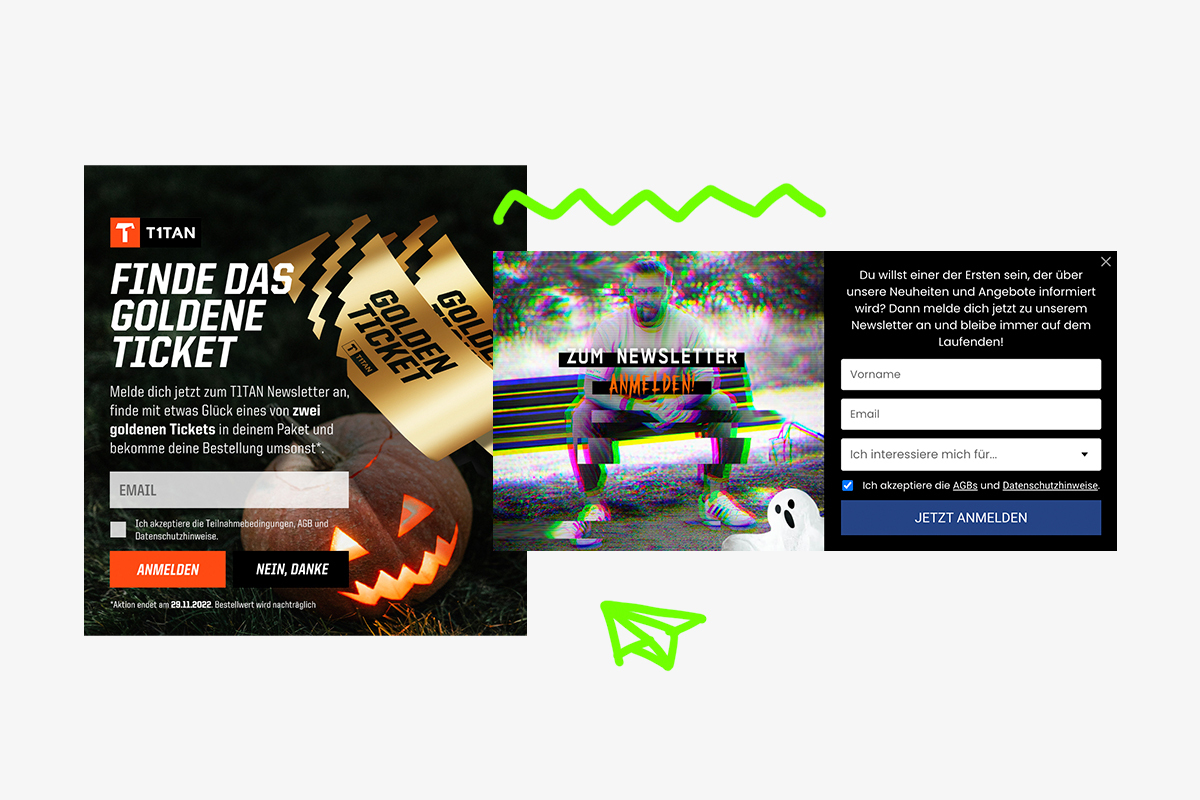 T1TAN
FINDE DAS
GOLDENE
TICKET
Melde dich jetzt zum T1TAN Newsletter an,
finde mit etwas Glück eines von zwei
goldenen Tickets in deinem Paket und
bekomme deine Bestellung umsonst*.
EMAIL
Ich akzeptiere die Teilnahmebedingungen, AGB und
Datenschutzhinweise.
ANMELDEN
NEIN, DANKE
*Aktion endet am 29.11.2022. Bestellwert wird nachträglich
GOLDEN
TICKET
T1TAN
GOLDEN
ZUM NEWSLETTER
ANMELDEN!
Du willst einer der Ersten sein, der über
unsere Neuheiten und Angebote informiert
wird? Dann melde dich jetzt zu unserem
Newsletter an und bleibe immer auf dem
Laufenden!
Vorname
Email
Ich interessiere mich für...
Ich akzeptiere die AGBs und Datenschutzhinweise.
JETZT ANMELDEN